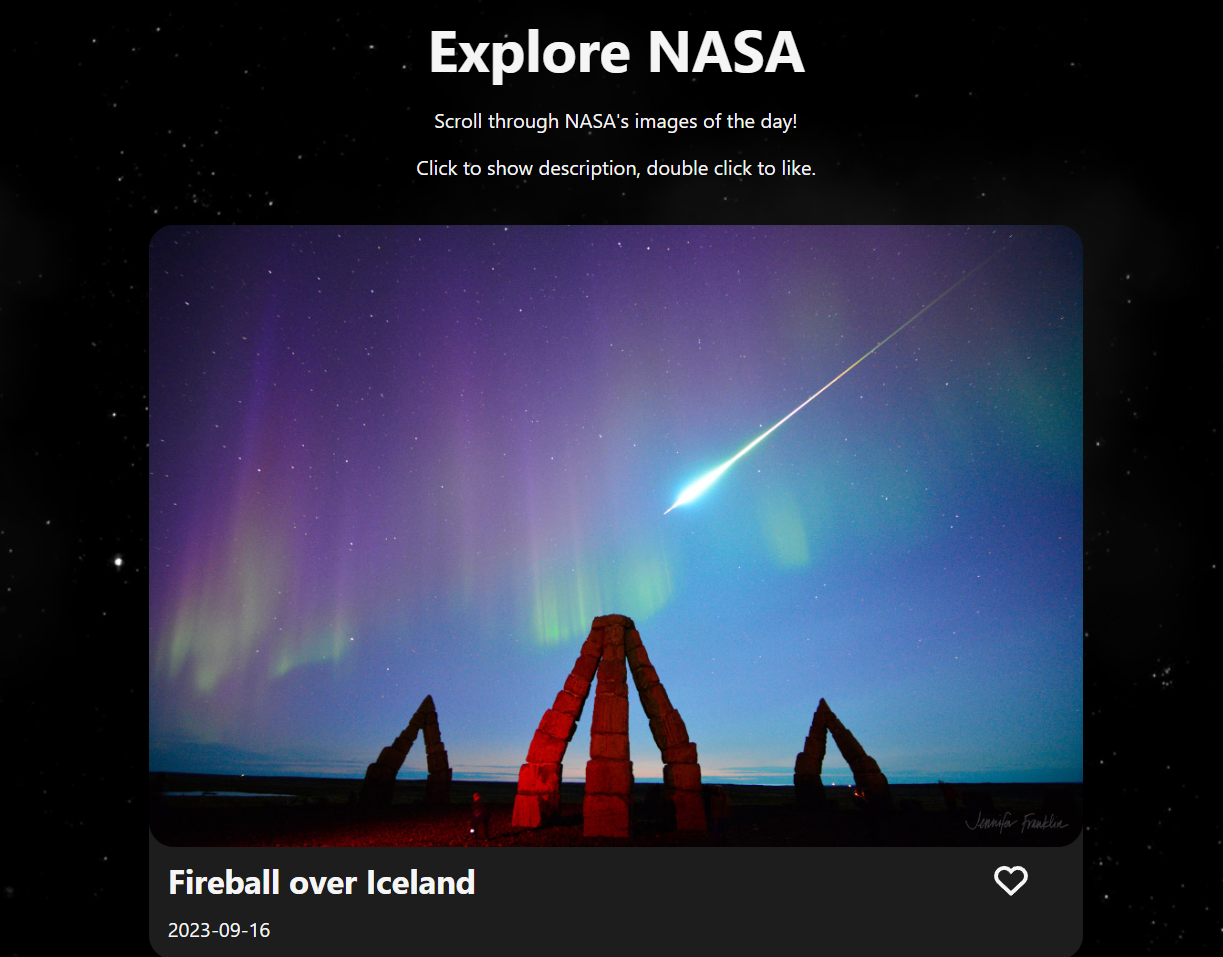 Explore NASA
Scroll through NASA's images of the day!
Click to show description, double click to like.
Jennifer Franklin
Fireball over Iceland
2023-09-16